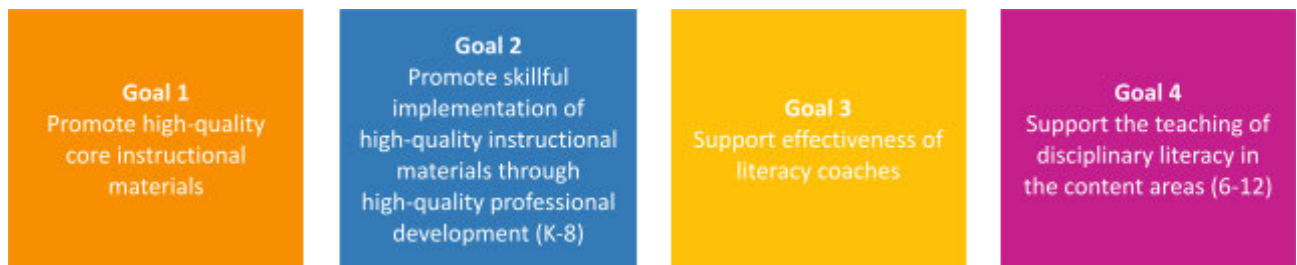 Goal 1
Promote high-quality
core instructional
materials
Goal 2
Promote skillful
implementation of
high-quality instructional
materials through
high-quality professional
development (K-8)
Goal 3
Support effectiveness of
literacy coaches
Goal 4
Support the teaching of
disciplinary literacy in
the content areas (6-12)